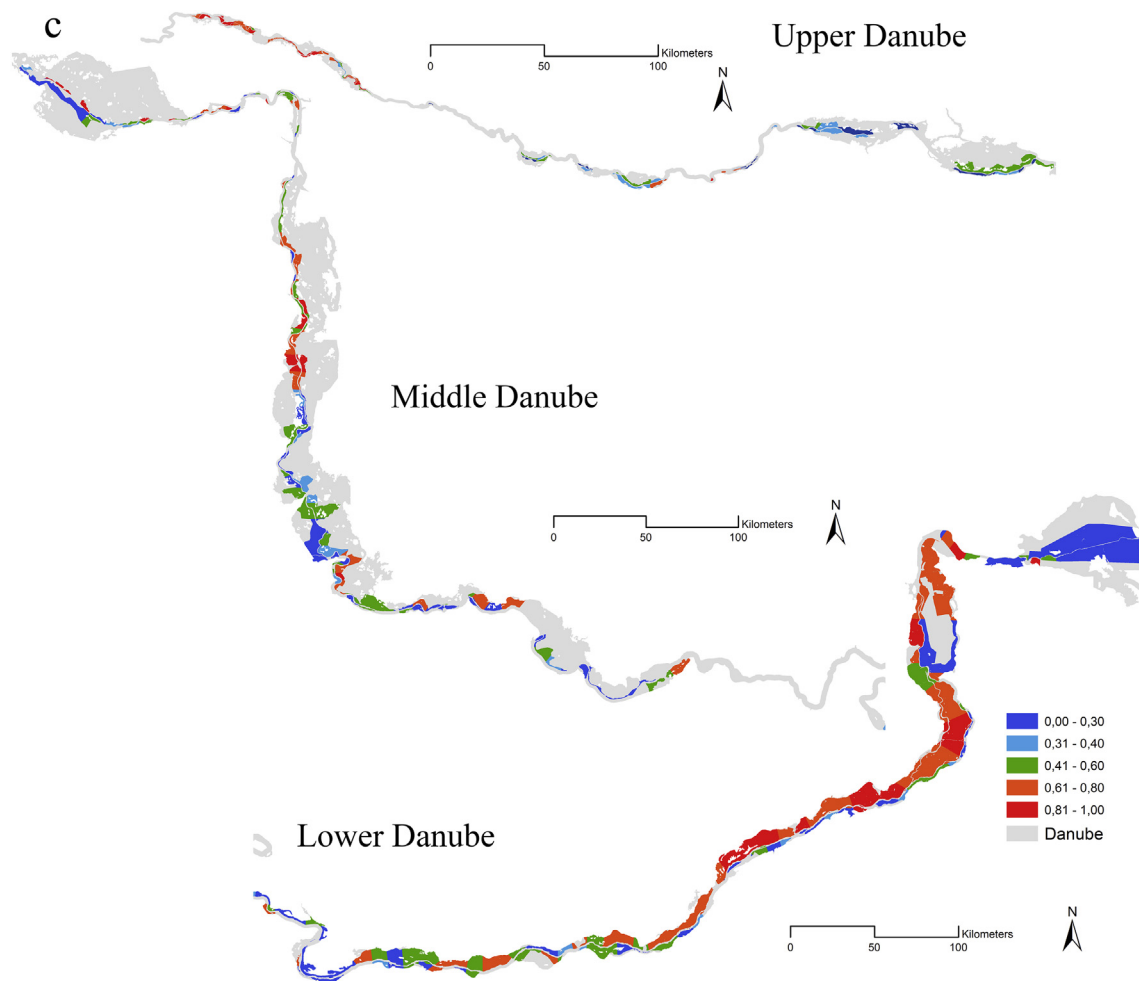 c
Upper Danube
Kilometers
0 50 100
N
Middle Danube
Kilometers
0 50 100
N
0,00 - 0,30
0,31 - 0,40
0,41 - 0,60
0,61 - 0,80
0,81 - 1,00
Danube
Lower Danube
Kilometers
0 50 100
N